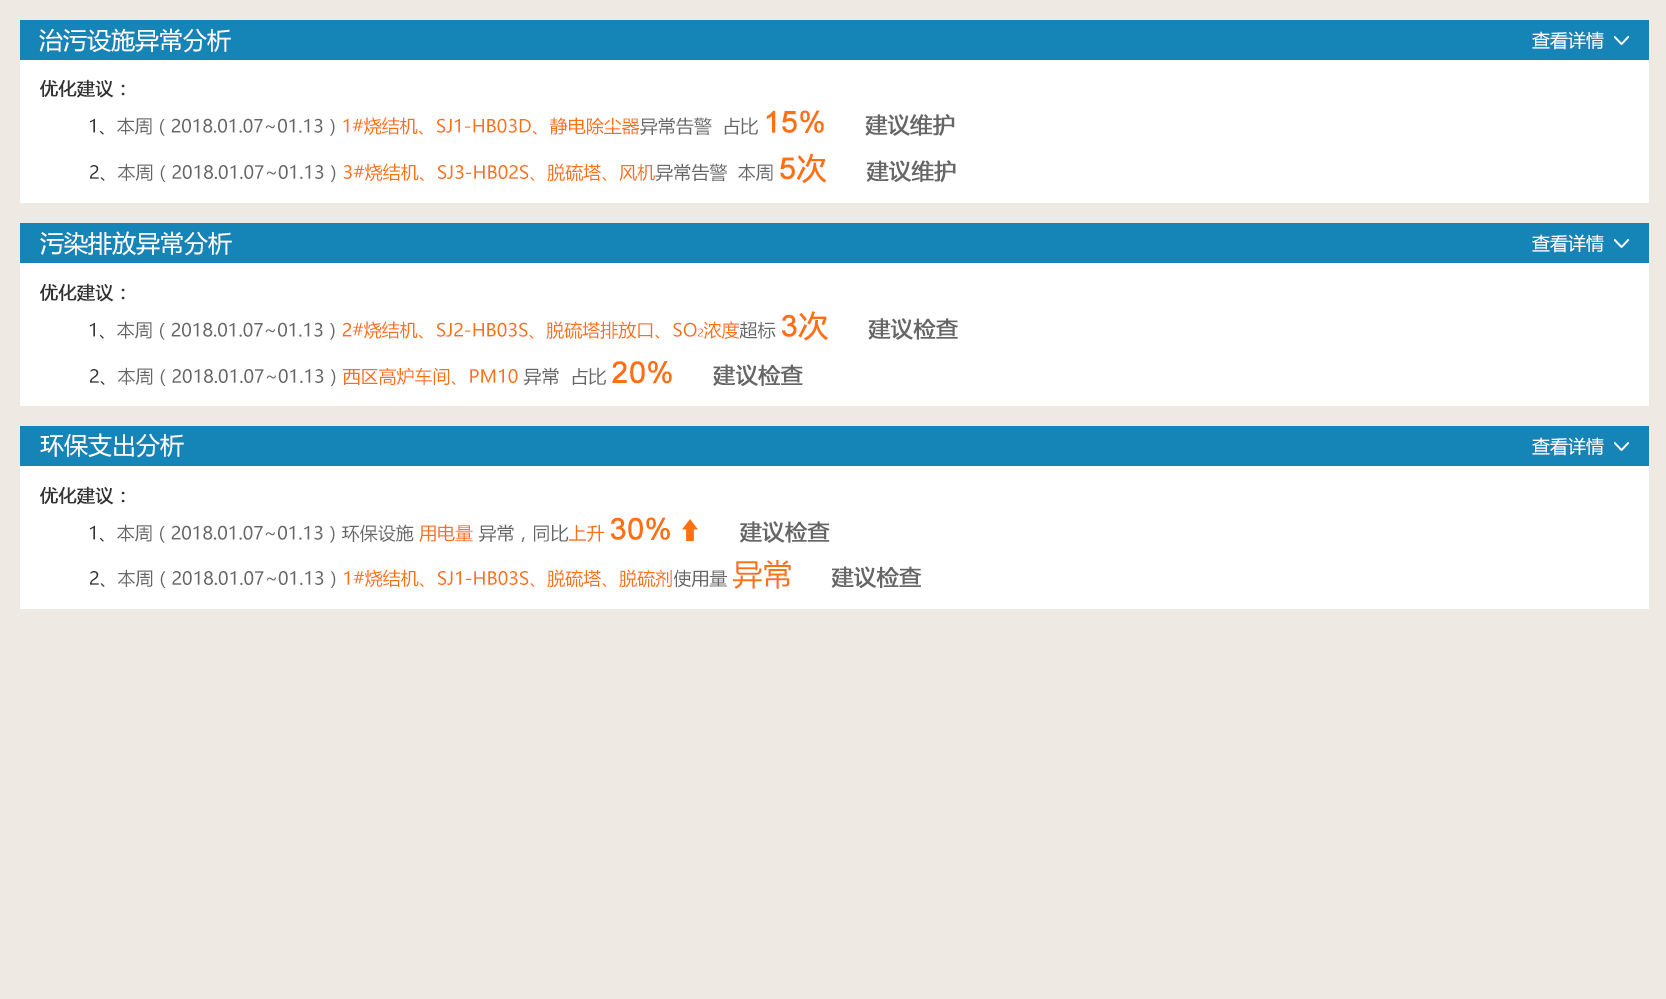 治污设施异常分析 查看详情
优化建议：
1、本周（2018.01.07~01.13）1#烧结机、SJ1-HB03D、静电除尘器异常告警 占比 15% 建议维护
2、本周（2018.01.07~01.13）3#烧结机、SJ3-HB02S、脱硫塔、风机异常告警 本周 5次 建议维护
污染排放异常分析 查看详情
优化建议：
1、本周（2018.01.07~01.13）2#烧结机、SJ2-HB03S、脱硫塔排放口、SO₂浓度超标 3次 建议检查
2、本周（2018.01.07~01.13）西区高炉车间、PM10 异常 占比 20% 建议检查
环保支出分析 查看详情
优化建议：
1、本周（2018.01.07~01.13）环保设施 用电量 异常，同比上升 30% 建议检查
2、本周（2018.01.07~01.13）1#烧结机、SJ1-HB03S、脱硫塔、脱硫剂使用量 异常 建议检查